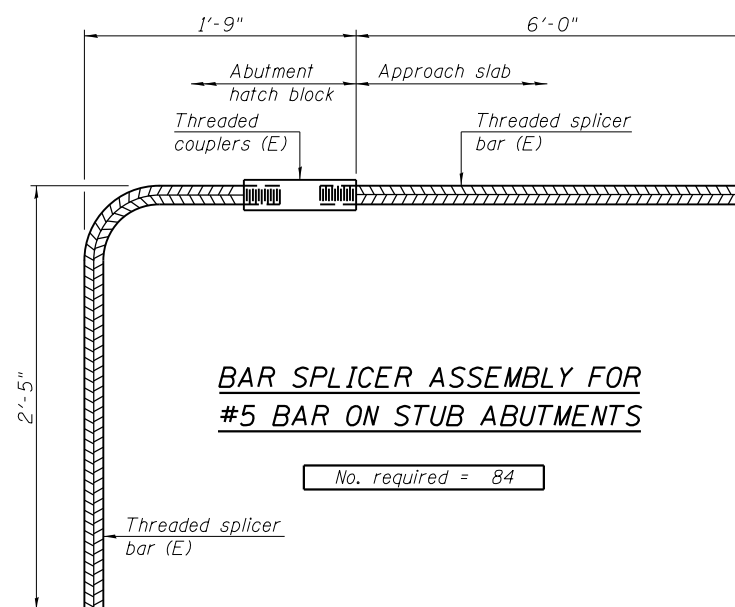 1'-9"
6'-0"
Abutment
hatch block
Approach slab
Threaded
couplers (E)
Threaded splicer
bar (E)
2'-5"
BAR SPLICER ASSEMBLY FOR
#5 BAR ON STUB ABUTMENTS
No. required = 84
Threaded splicer
bar (E)